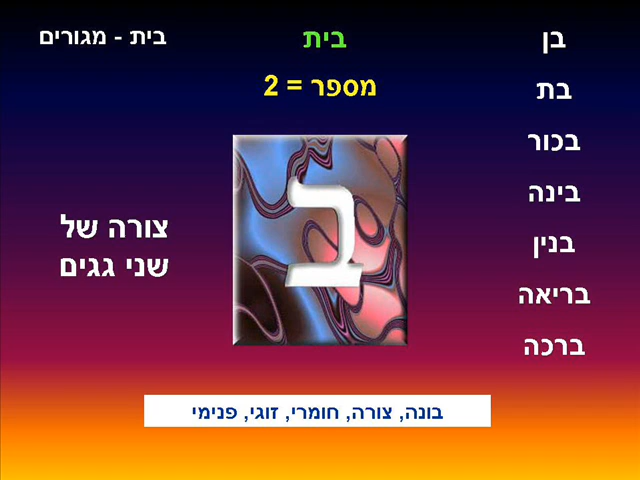 בית - מגורים
בית
מספר = 2
בן
בת
בכור
בינה
בנין
בריאה
ברכה
צורה של
שני גגים
ב
בונה, צורה, חומרי, זוגי, פנימי